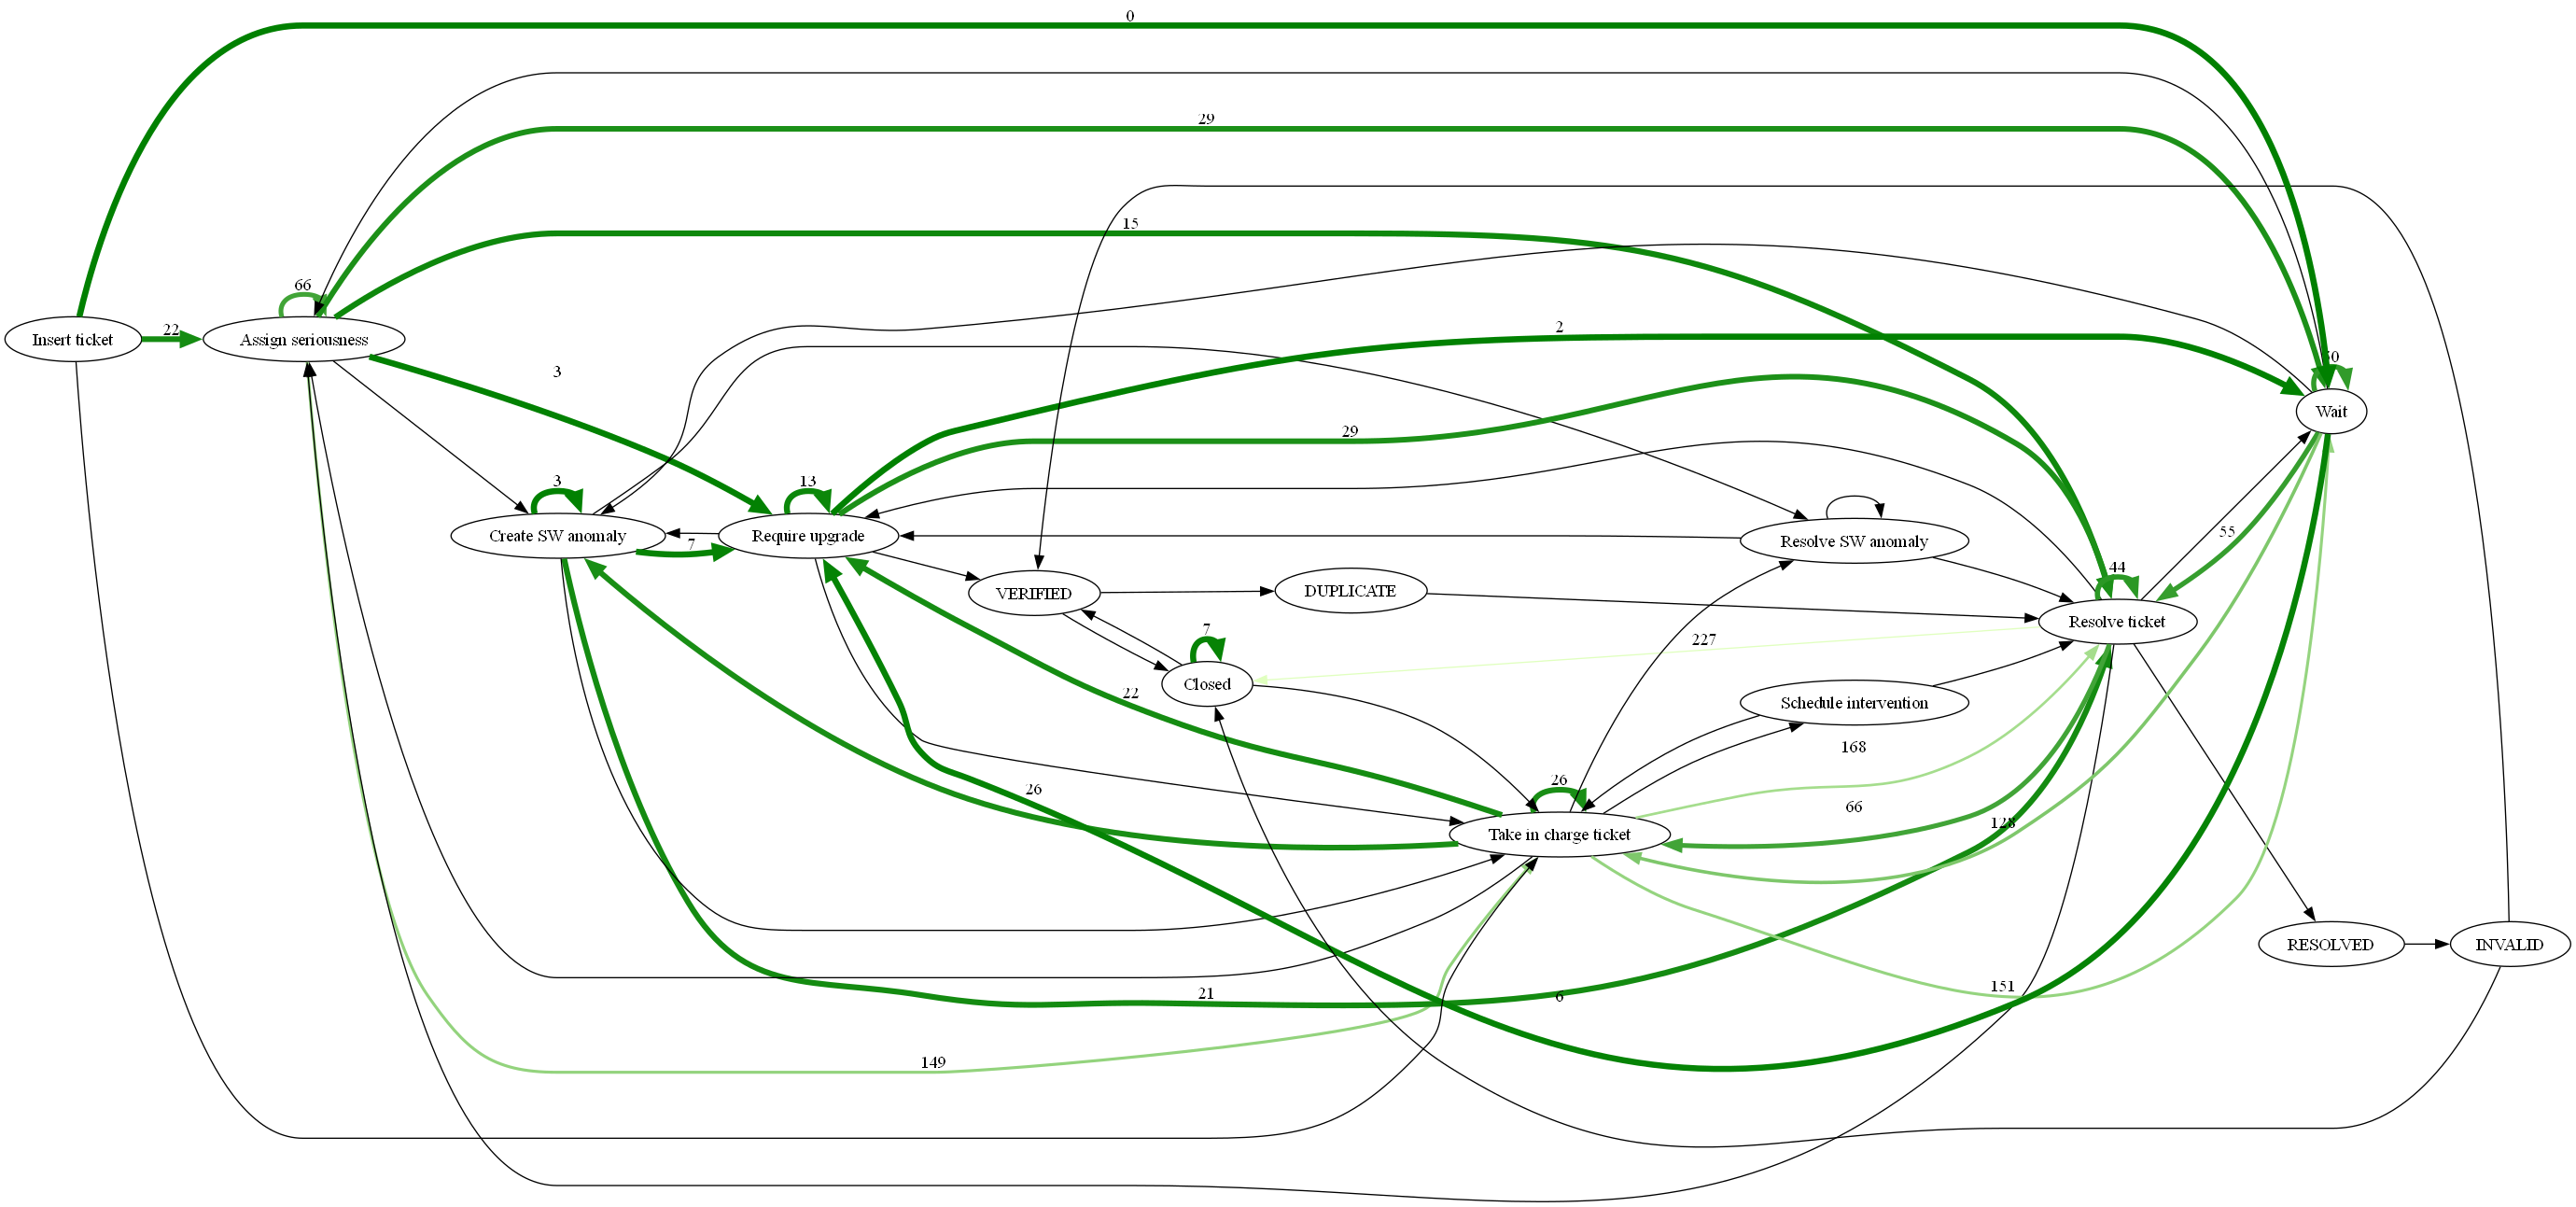 0
29
15
66
22
Insert ticket
Assign seriousness
2
3
Wait
29
3
13
Create SW anomaly
7
Require upgrade
Resolve SW anomaly
55
44
VERIFIED
DUPLICATE
Resolve ticket
7
227
Closed
22
Schedule intervention
168
26
26
66
128
Take in charge ticket
RESOLVED
INVALID
21
6
151
149